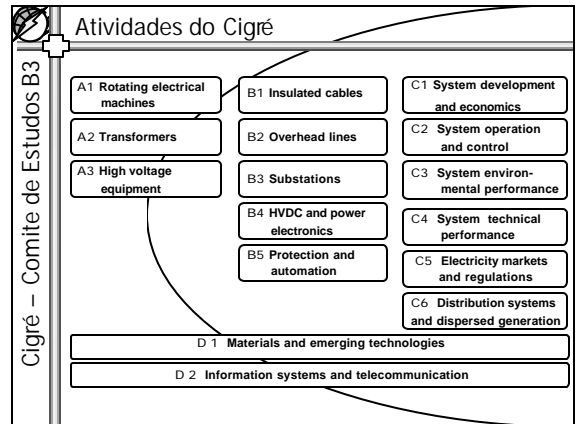 Atividades do Cigré
Cigré – Comite de Estudos B3
A1 Rotating electrical
machines
A2 Transformers
A3 High voltage
equipment
B1 Insulated cables
B2 Overhead lines
B3 Substations
B4 HVDC and power
electronics
B5 Protection and
automation
C1 System development
and economics
C2 System operation
and control
C3 System environ-
mental performance
C4 System technical
performance
C5 Electricity markets
and regulations
C6 Distribution systems
and dispersed generation
D 1 Materials and emerging technologies
D 2 Information systems and telecommunication